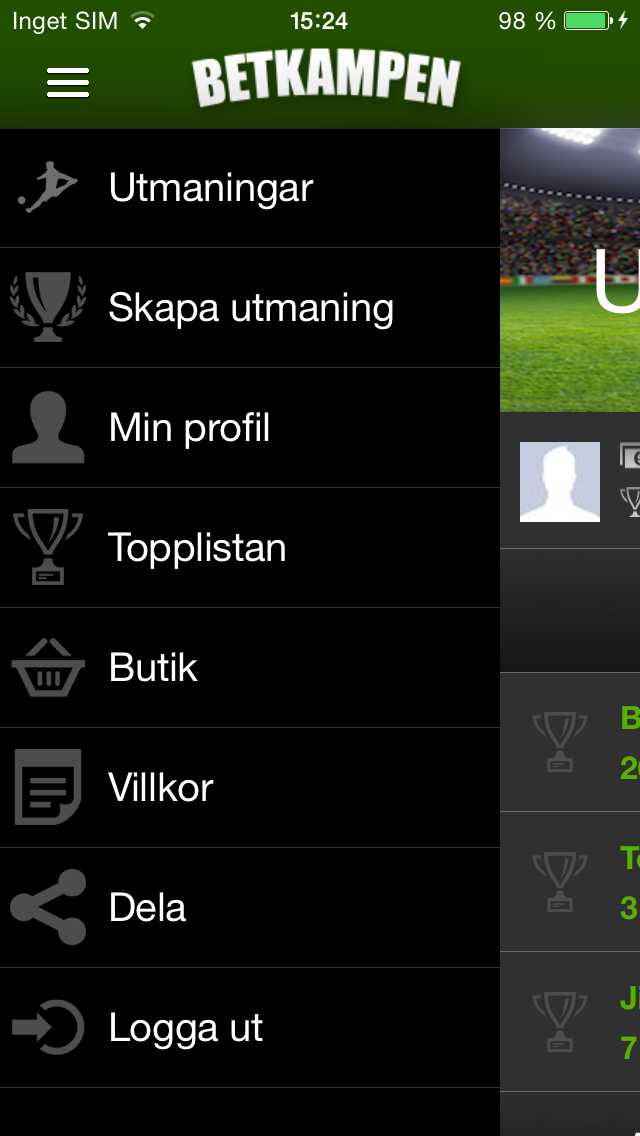 Inget SIM 15:24 98 %
BETKAMPEN
Utmaningar
Skapa utmaning
Min profil
Topplistan
Butik
Villkor
Dela
Logga ut
U
B
2
T
3
J
7